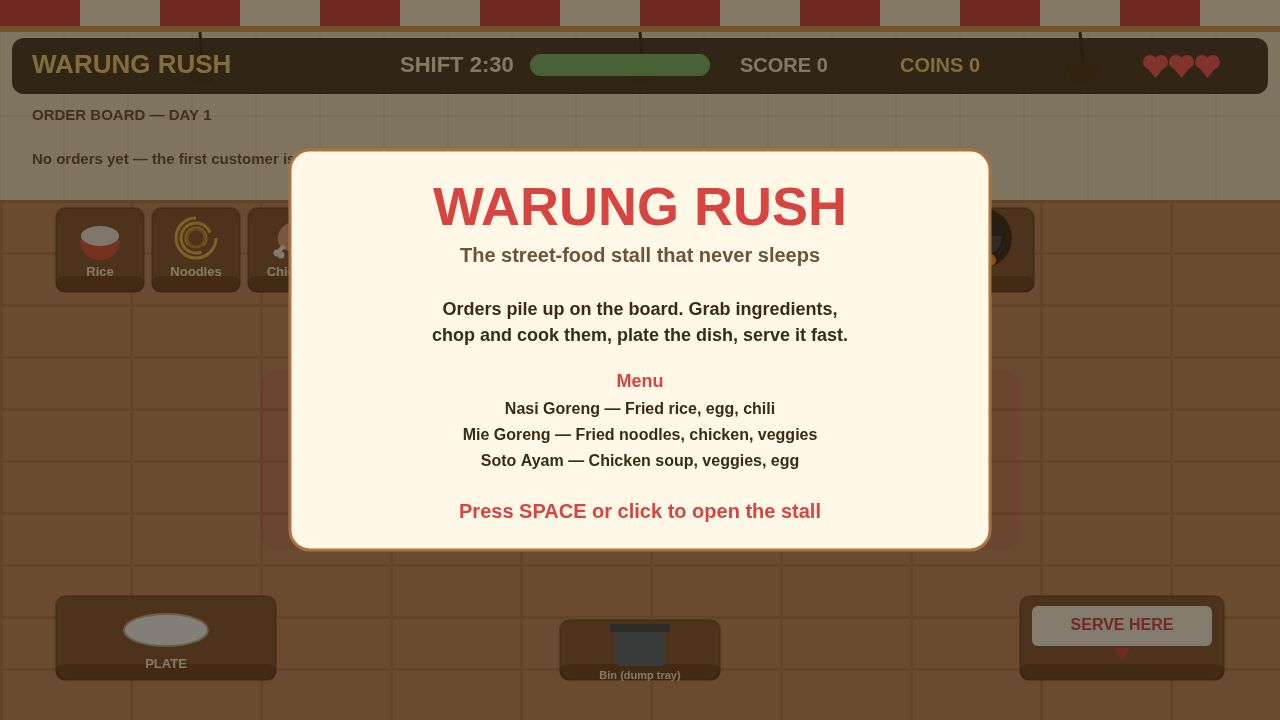 WARUNG RUSH
SHIFT 2:30
SCORE 0
COINS 0
ORDER BOARD — DAY 1
No orders yet — the first customer is
WARUNG RUSH
The street-food stall that never sleeps
Orders pile up on the board. Grab ingredients,
chop and cook them, plate the dish, serve it fast.
Menu
Nasi Goreng — Fried rice, egg, chili
Mie Goreng — Fried noodles, chicken, veggies
Soto Ayam — Chicken soup, veggies, egg
Press SPACE or click to open the stall
Rice
Noodles
PLATE
Bin (dump tray)
SERVE HERE